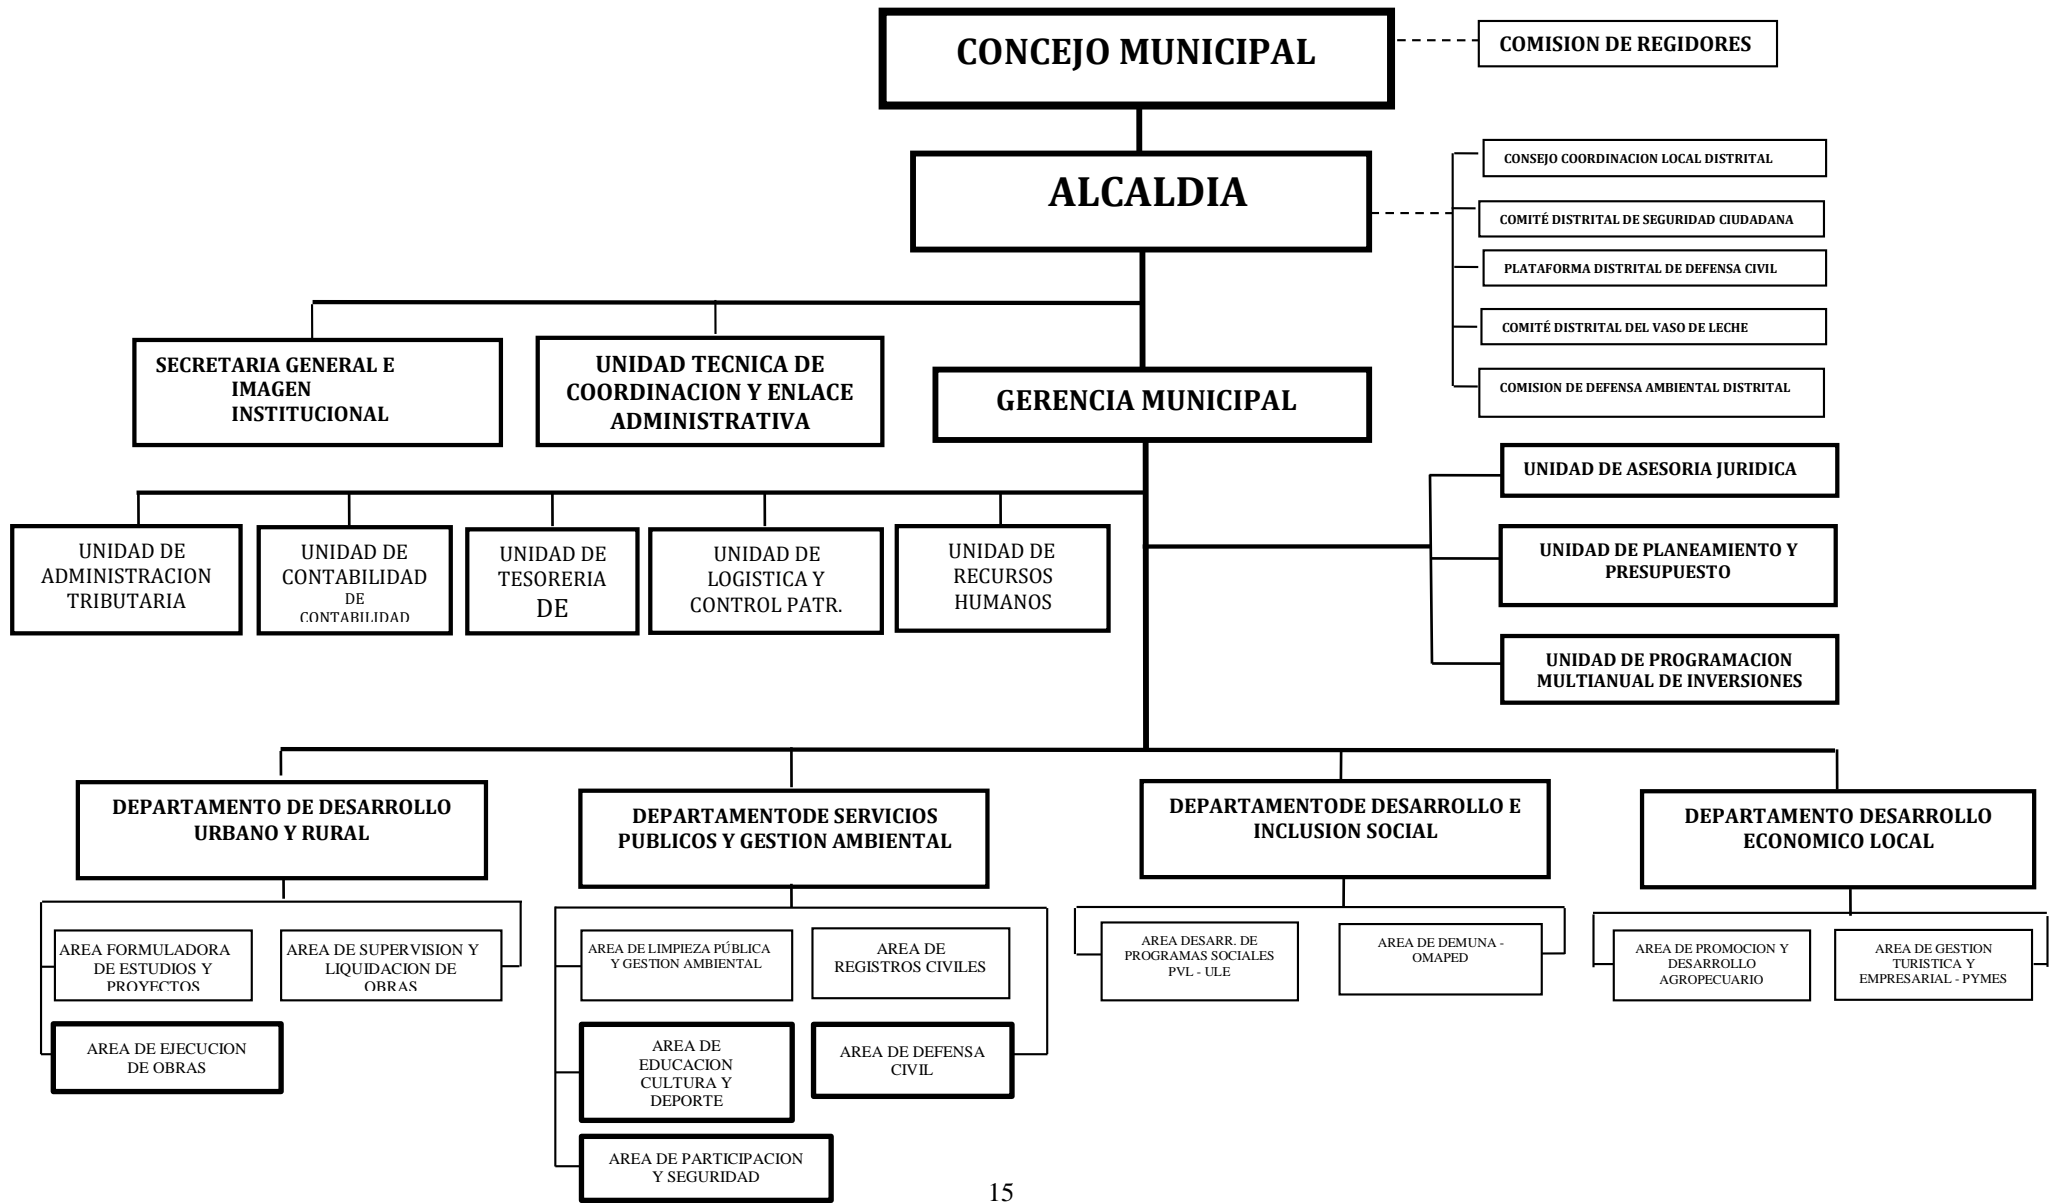 CONCEJO MUNICIPAL
COMISION DE REGIDORES
ALCALDIA
CONSEJO COORDINACION LOCAL DISTRITAL
COMITÉ DISTRITAL DE SEGURIDAD CIUDADANA
PLATAFORMA DISTRITAL DE DEFENSA CIVIL
COMITÉ DISTRITAL DEL VASO DE LECHE
COMISION DE DEFENSA AMBIENTAL DISTRITAL
SECRETARIA GENERAL E
IMAGEN
INSTITUCIONAL
UNIDAD TECNICA DE
COORDINACION Y ENLACE
ADMINISTRATIVA
GERENCIA MUNICIPAL
UNIDAD DE ASESORIA JURIDICA
UNIDAD DE PLANEAMIENTO Y
PRESUPUESTO
UNIDAD DE PROGRAMACION
MULTIANUAL DE INVERSIONES
UNIDAD DE
ADMINISTRACION
TRIBUTARIA
UNIDAD DE
CONTABILIDAD
DE
CONTABILIDAD
UNIDAD DE
TESORERIA
DE
UNIDAD DE
LOGISTICA Y
CONTROL PATR.
UNIDAD DE
RECURSOS
HUMANOS
DEPARTAMENTO DE DESARROLLO
URBANO Y RURAL
DEPARTAMENTODE SERVICIOS
PUBLICOS Y GESTION AMBIENTAL
DEPARTAMENTODE DESARROLLO E
INCLUSION SOCIAL
DEPARTAMENTO DESARROLLO
ECONOMICO LOCAL
AREA FORMULADORA
DE ESTUDIOS Y
PROYECTOS
AREA DE SUPERVISION Y
LIQUIDACION DE
OBRAS
AREA DE EJECUCION
DE OBRAS
AREA DE LIMPIEZA PÚBLICA
Y GESTION AMBIENTAL
AREA DE
REGISTROS CIVILES
AREA DE
EDUCACION
CULTURA Y
DEPORTE
AREA DE DEFENSA
CIVIL
AREA DE PARTICIPACION
Y SEGURIDAD
AREA DESARR. DE
PROGRAMAS SOCIALES
PVL - ULE
AREA DE DEMUNA -
OMAPED
AREA DE PROMOCION Y
DESARROLLO
AGROPECUARIO
AREA DE GESTION
TURISTICA Y
EMPRESARIAL - PYMES
15